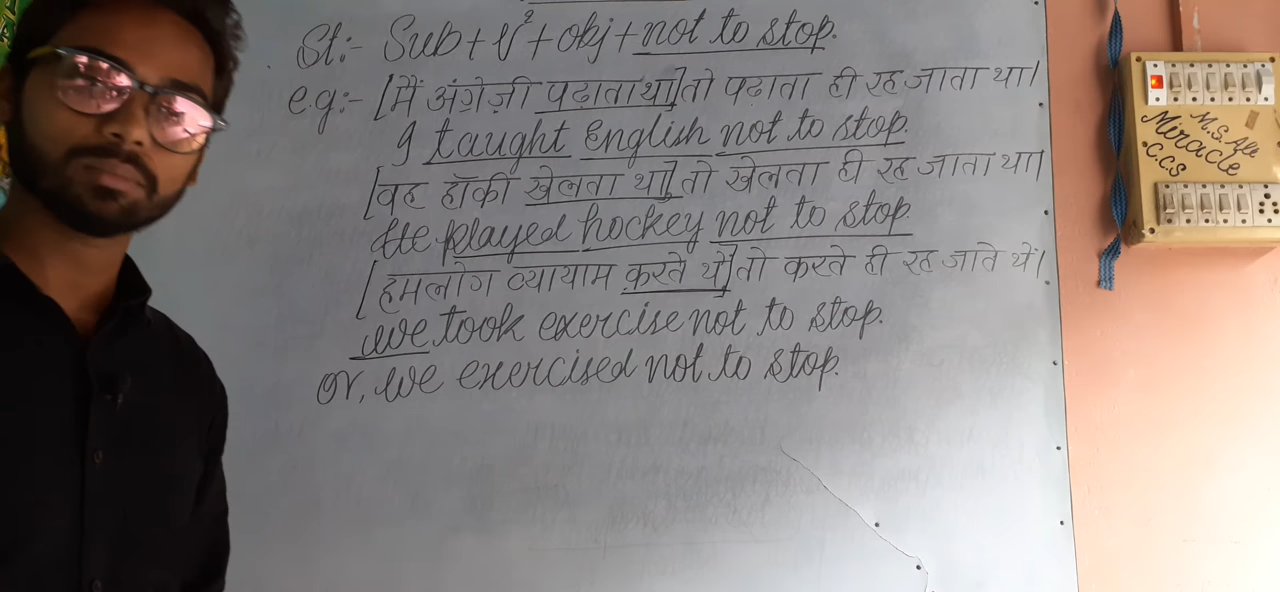 St:- Sub + V² + obj + not to stop.
e.g:- [मैं अंग्रेज़ी पढ़ाता था] तो पढाता ही रह जाता था।
I taught English not to stop.
[वह हॉकी खेलता था] तो खेलता ही रह जाता था।
He played hockey not to stop.
[हमलोग व्यायाम करते थे] तो करते ही रह जाते थे।
we took exercise not to stop.
or, we exercised not to stop.
M.S. Ali
Miracle
C.C.S